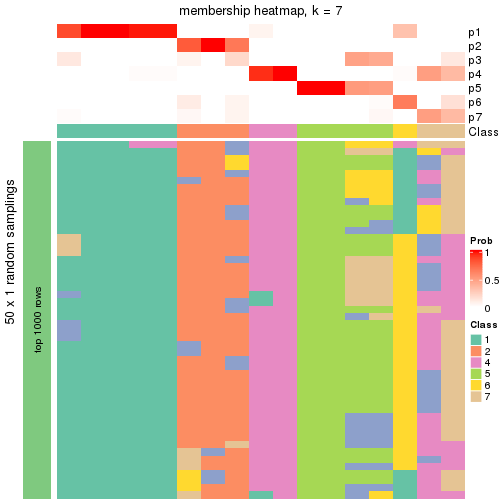 membership heatmap, k = 7
p1
p2
p3
p4
p5
p6
p7
Class
50 x 1 random samplings
top 1000 rows
Prob
1
0.5
0
Class
1
2
4
5
6
7